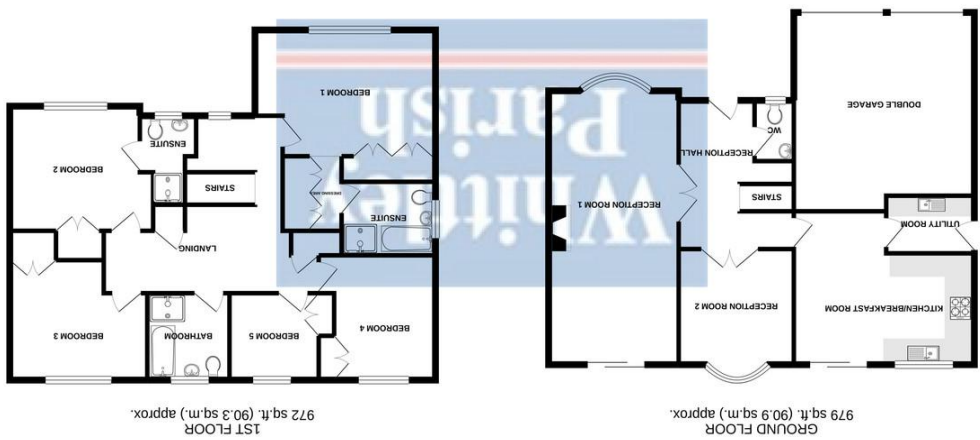 GROUND FLOOR
979 sq.ft. (90.9 sq.m.) approx.
KITCHEN/BREAKFAST ROOM
RECEPTION ROOM 2
UTILITY ROOM
STAIRS
RECEPTION ROOM 1
RECEPTION HALL
WC
DOUBLE GARAGE
1ST FLOOR
972 sq.ft. (90.3 sq.m.) approx.
BEDROOM 4
BEDROOM 5
BATHROOM
BEDROOM 3
LANDING
ENSUITE
DRESSING AREA
STAIRS
BEDROOM 2
ENSUITE
BEDROOM 1
Whittley
Parish